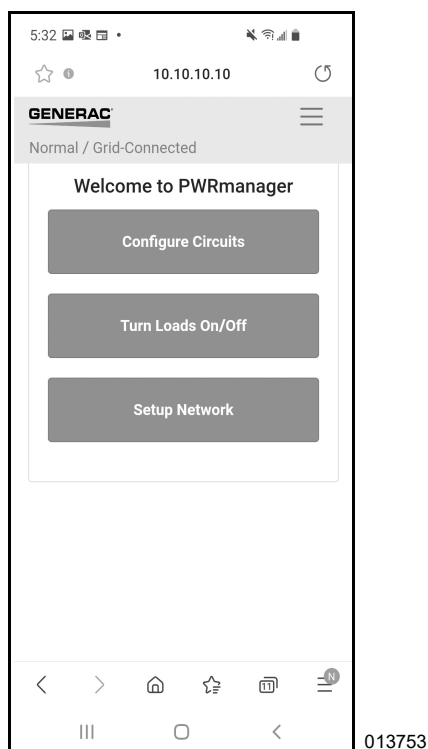 5:32
10.10.10.10
GENERAC
Normal / Grid-Connected
Welcome to PWRmanager
Configure Circuits
Turn Loads On/Off
Setup Network
11
N
013753